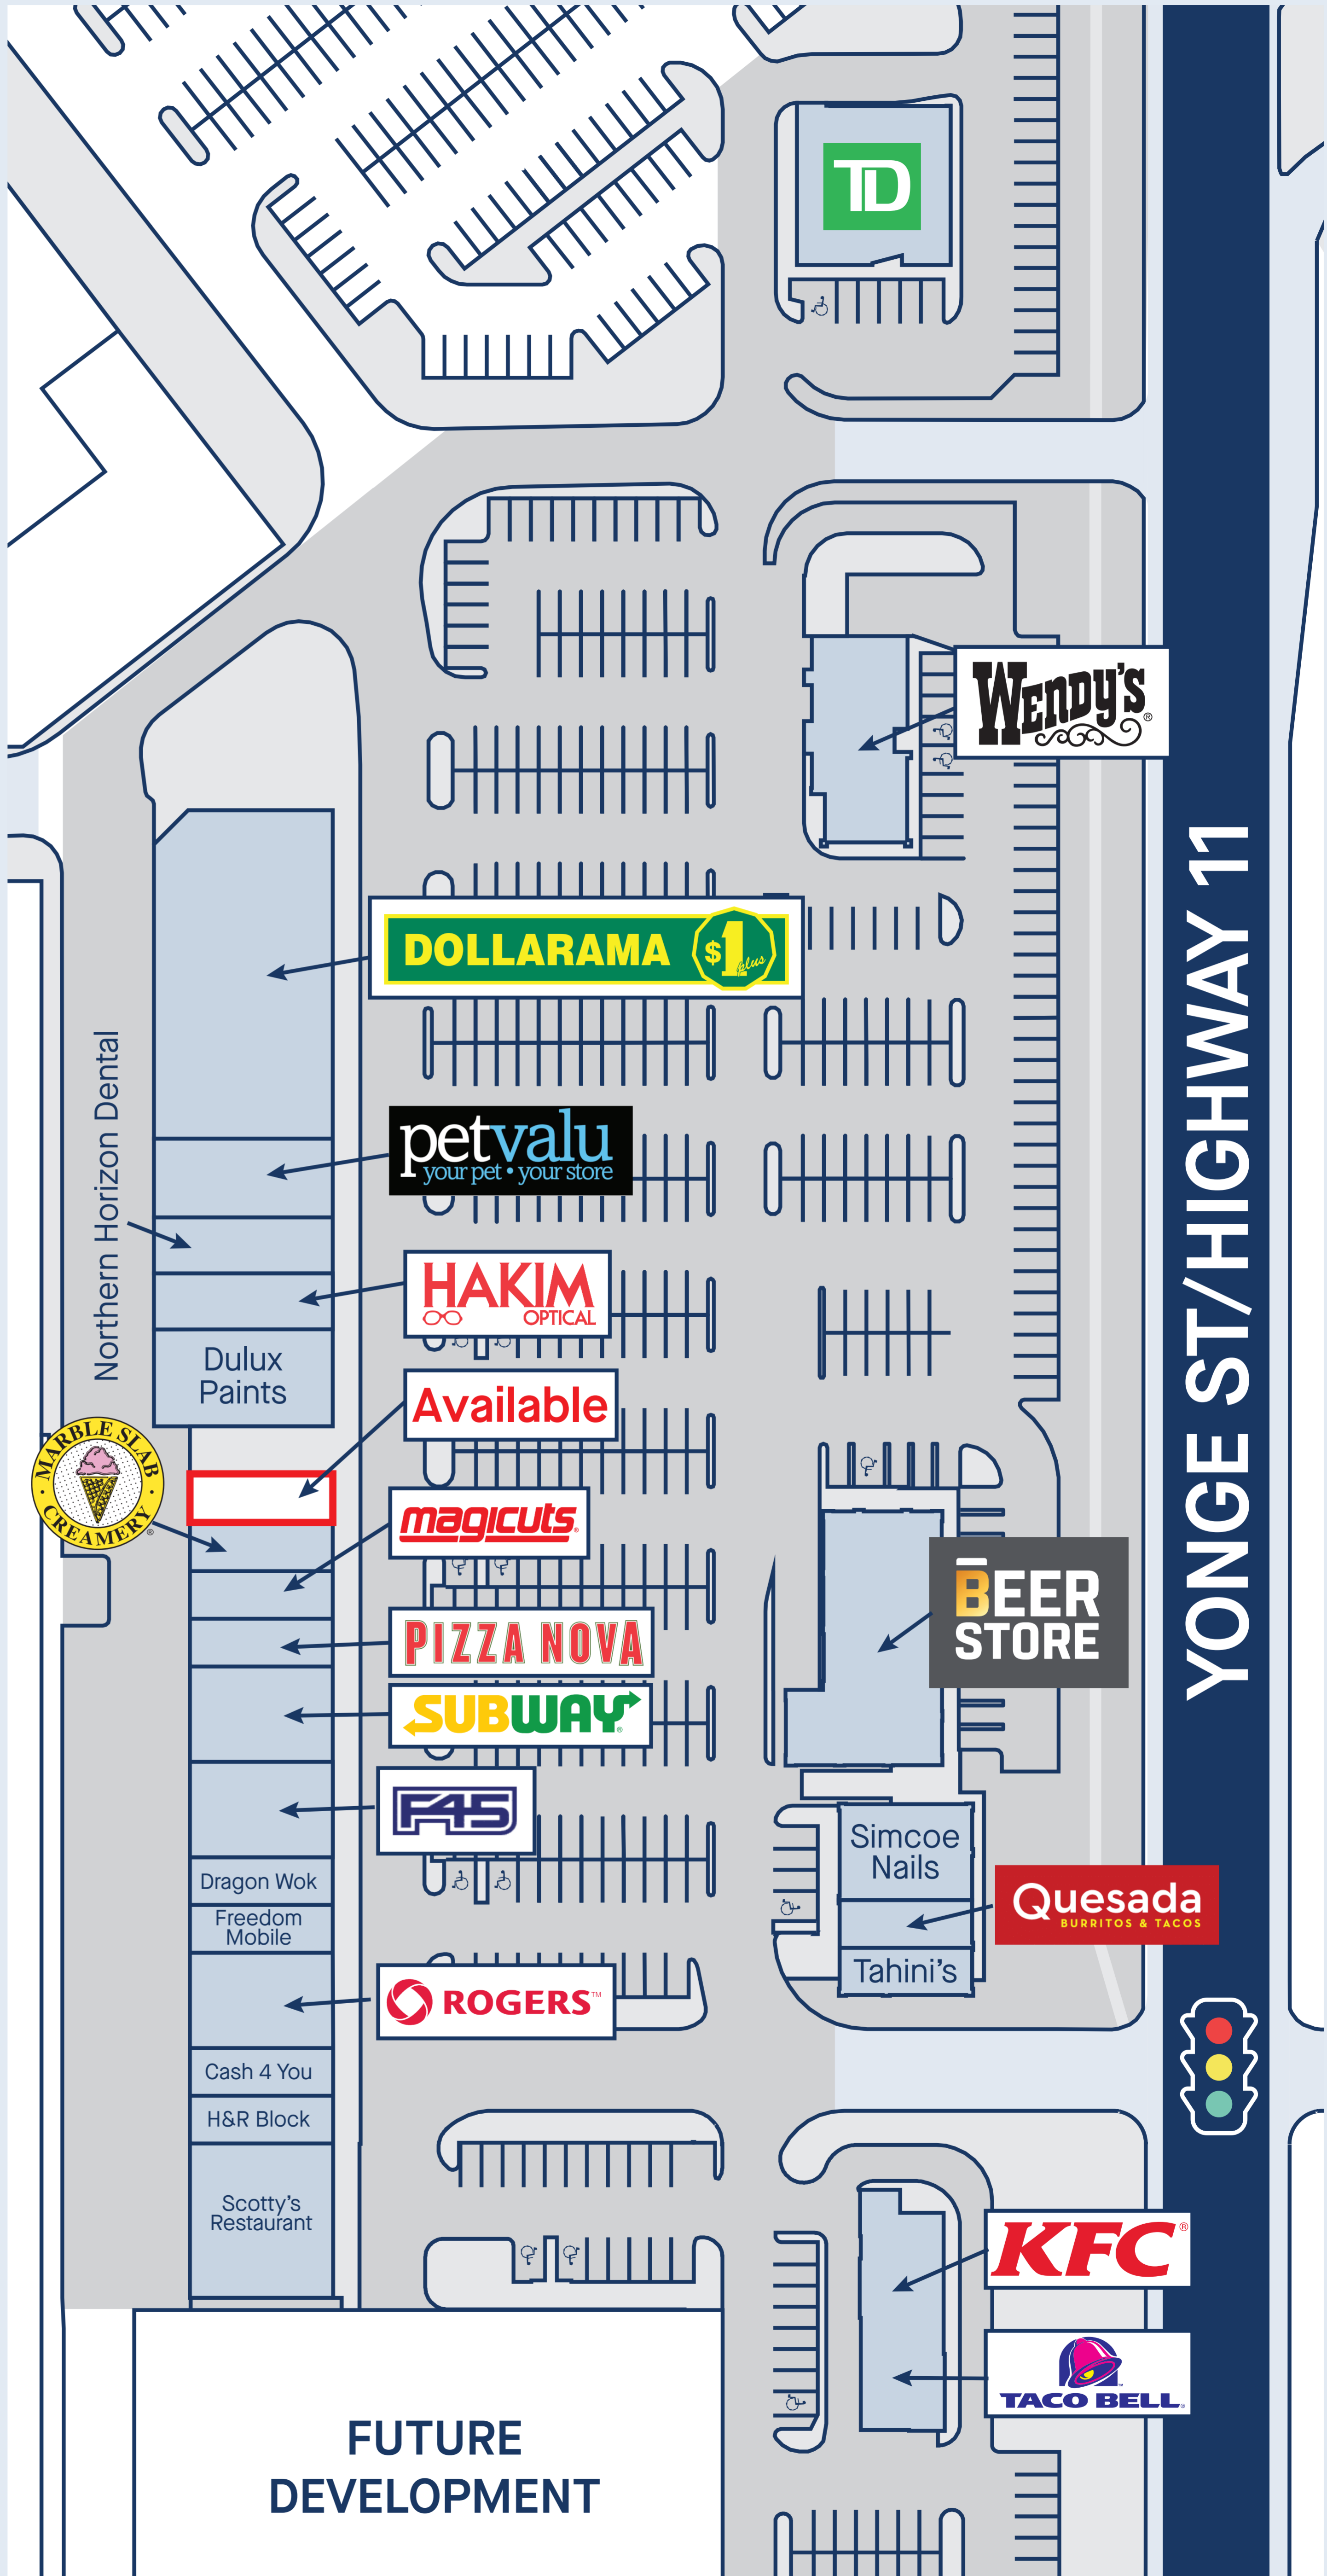 TD
WENDY'S ®
DOLLARAMA $1 plus
YONGE ST/HIGHWAY 11
Northern Horizon Dental
petvalu
your pet • your store
HAKIM
OPTICAL
Dulux
Paints
Available
MARBLE SLAB
· CREAMERY · ®
magicuts®
BEER
STORE
PIZZA NOVA
SUBWAY®
F45
Simcoe
Nails
Dragon Wok
Quesada
BURRITOS & TACOS
Freedom
Mobile
Tahini's
ROGERS™
Cash 4 You
H&R Block
Scotty's
Restaurant
KFC®
TACO BELL®
FUTURE
DEVELOPMENT